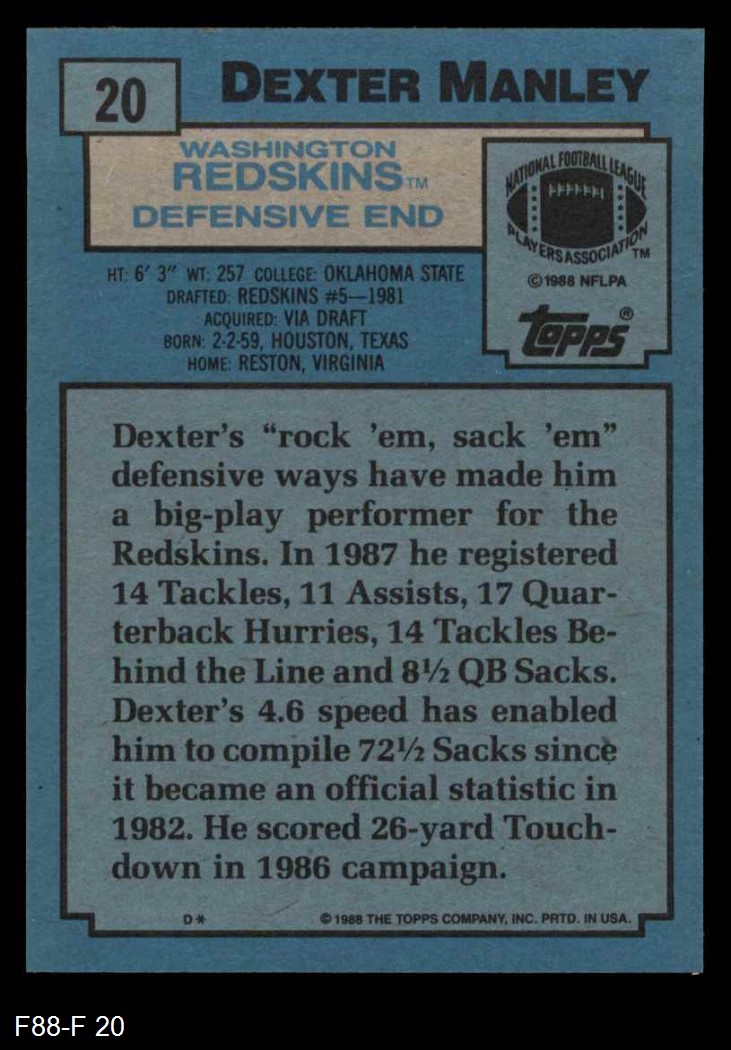 20
DEXTER MANLEY
WASHINGTON
REDSKINS™
DEFENSIVE END
NATIONAL FOOTBALL LEAGUE
PLAYERS ASSOCIATION™
©1988 NFLPA
topps®
HT: 6' 3" WT: 257 COLLEGE: OKLAHOMA STATE
DRAFTED: REDSKINS #5—1981
ACQUIRED: VIA DRAFT
BORN: 2-2-59, HOUSTON, TEXAS
HOME: RESTON, VIRGINIA
Dexter's "rock 'em, sack 'em"
defensive ways have made him
a big-play performer for the
Redskins. In 1987 he registered
14 Tackles, 11 Assists, 17 Quar-
terback Hurries, 14 Tackles Be-
hind the Line and 8½ QB Sacks.
Dexter's 4.6 speed has enabled
him to compile 72½ Sacks since
it became an official statistic in
1982. He scored 26-yard Touch-
down in 1986 campaign.
D*
© 1988 THE TOPPS COMPANY, INC. PRTD. IN USA.
F88-F 20